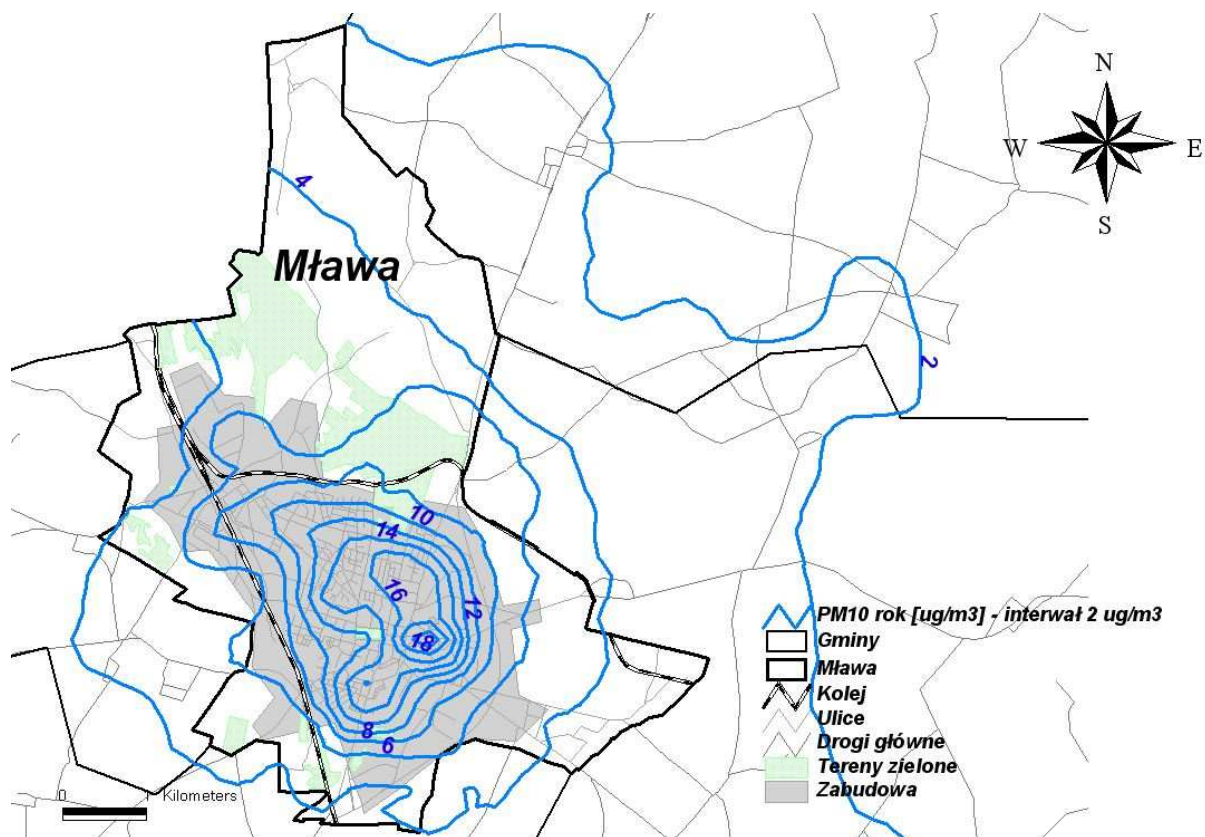 N
W
E
S
4
Mława
2
10
14
16
12
18
8
6
PM10 rok [ug/m3] - interwał 2 ug/m3
Gminy
Mława
Kolej
Ulice
Drogi główne
Tereny zielone
Zabudowa
0 1 Kilometers